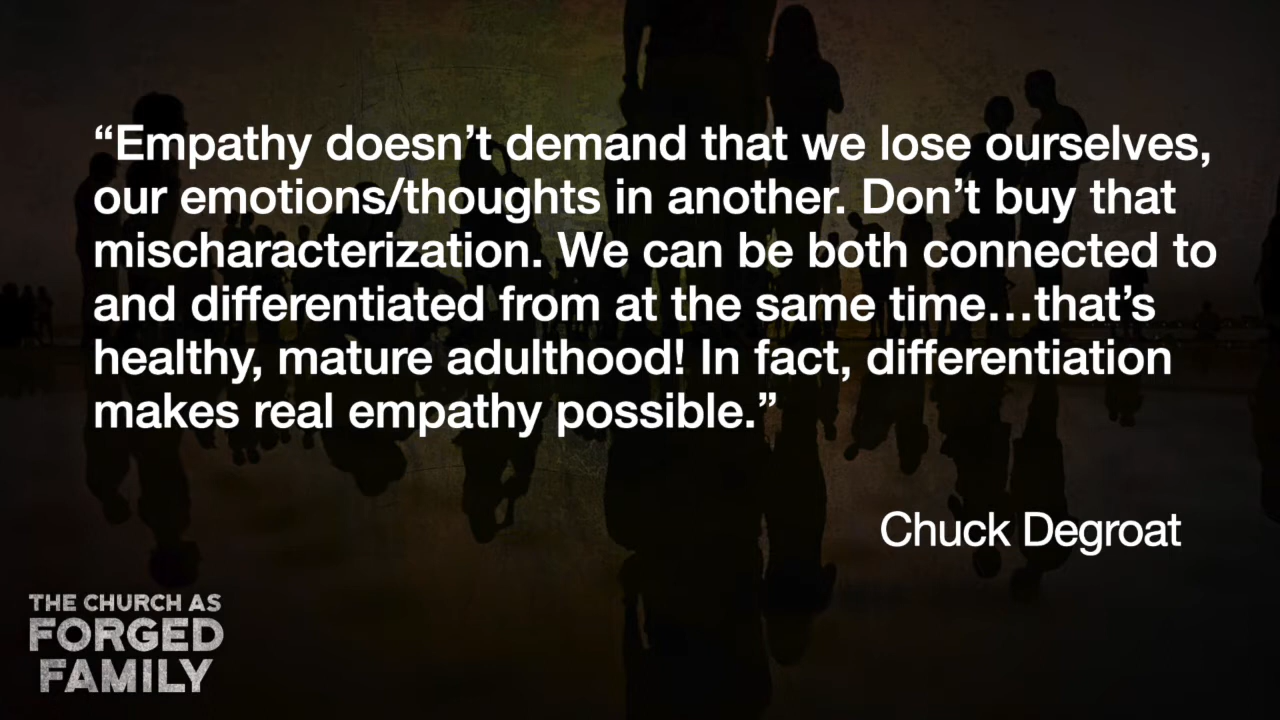 “Empathy doesn’t demand that we lose ourselves,
our emotions/thoughts in another. Don’t buy that
mischaracterization. We can be both connected to
and differentiated from at the same time…that’s
healthy, mature adulthood! In fact, differentiation
makes real empathy possible.”
Chuck Degroat
THE CHURCH AS
FORGED
FAMILY